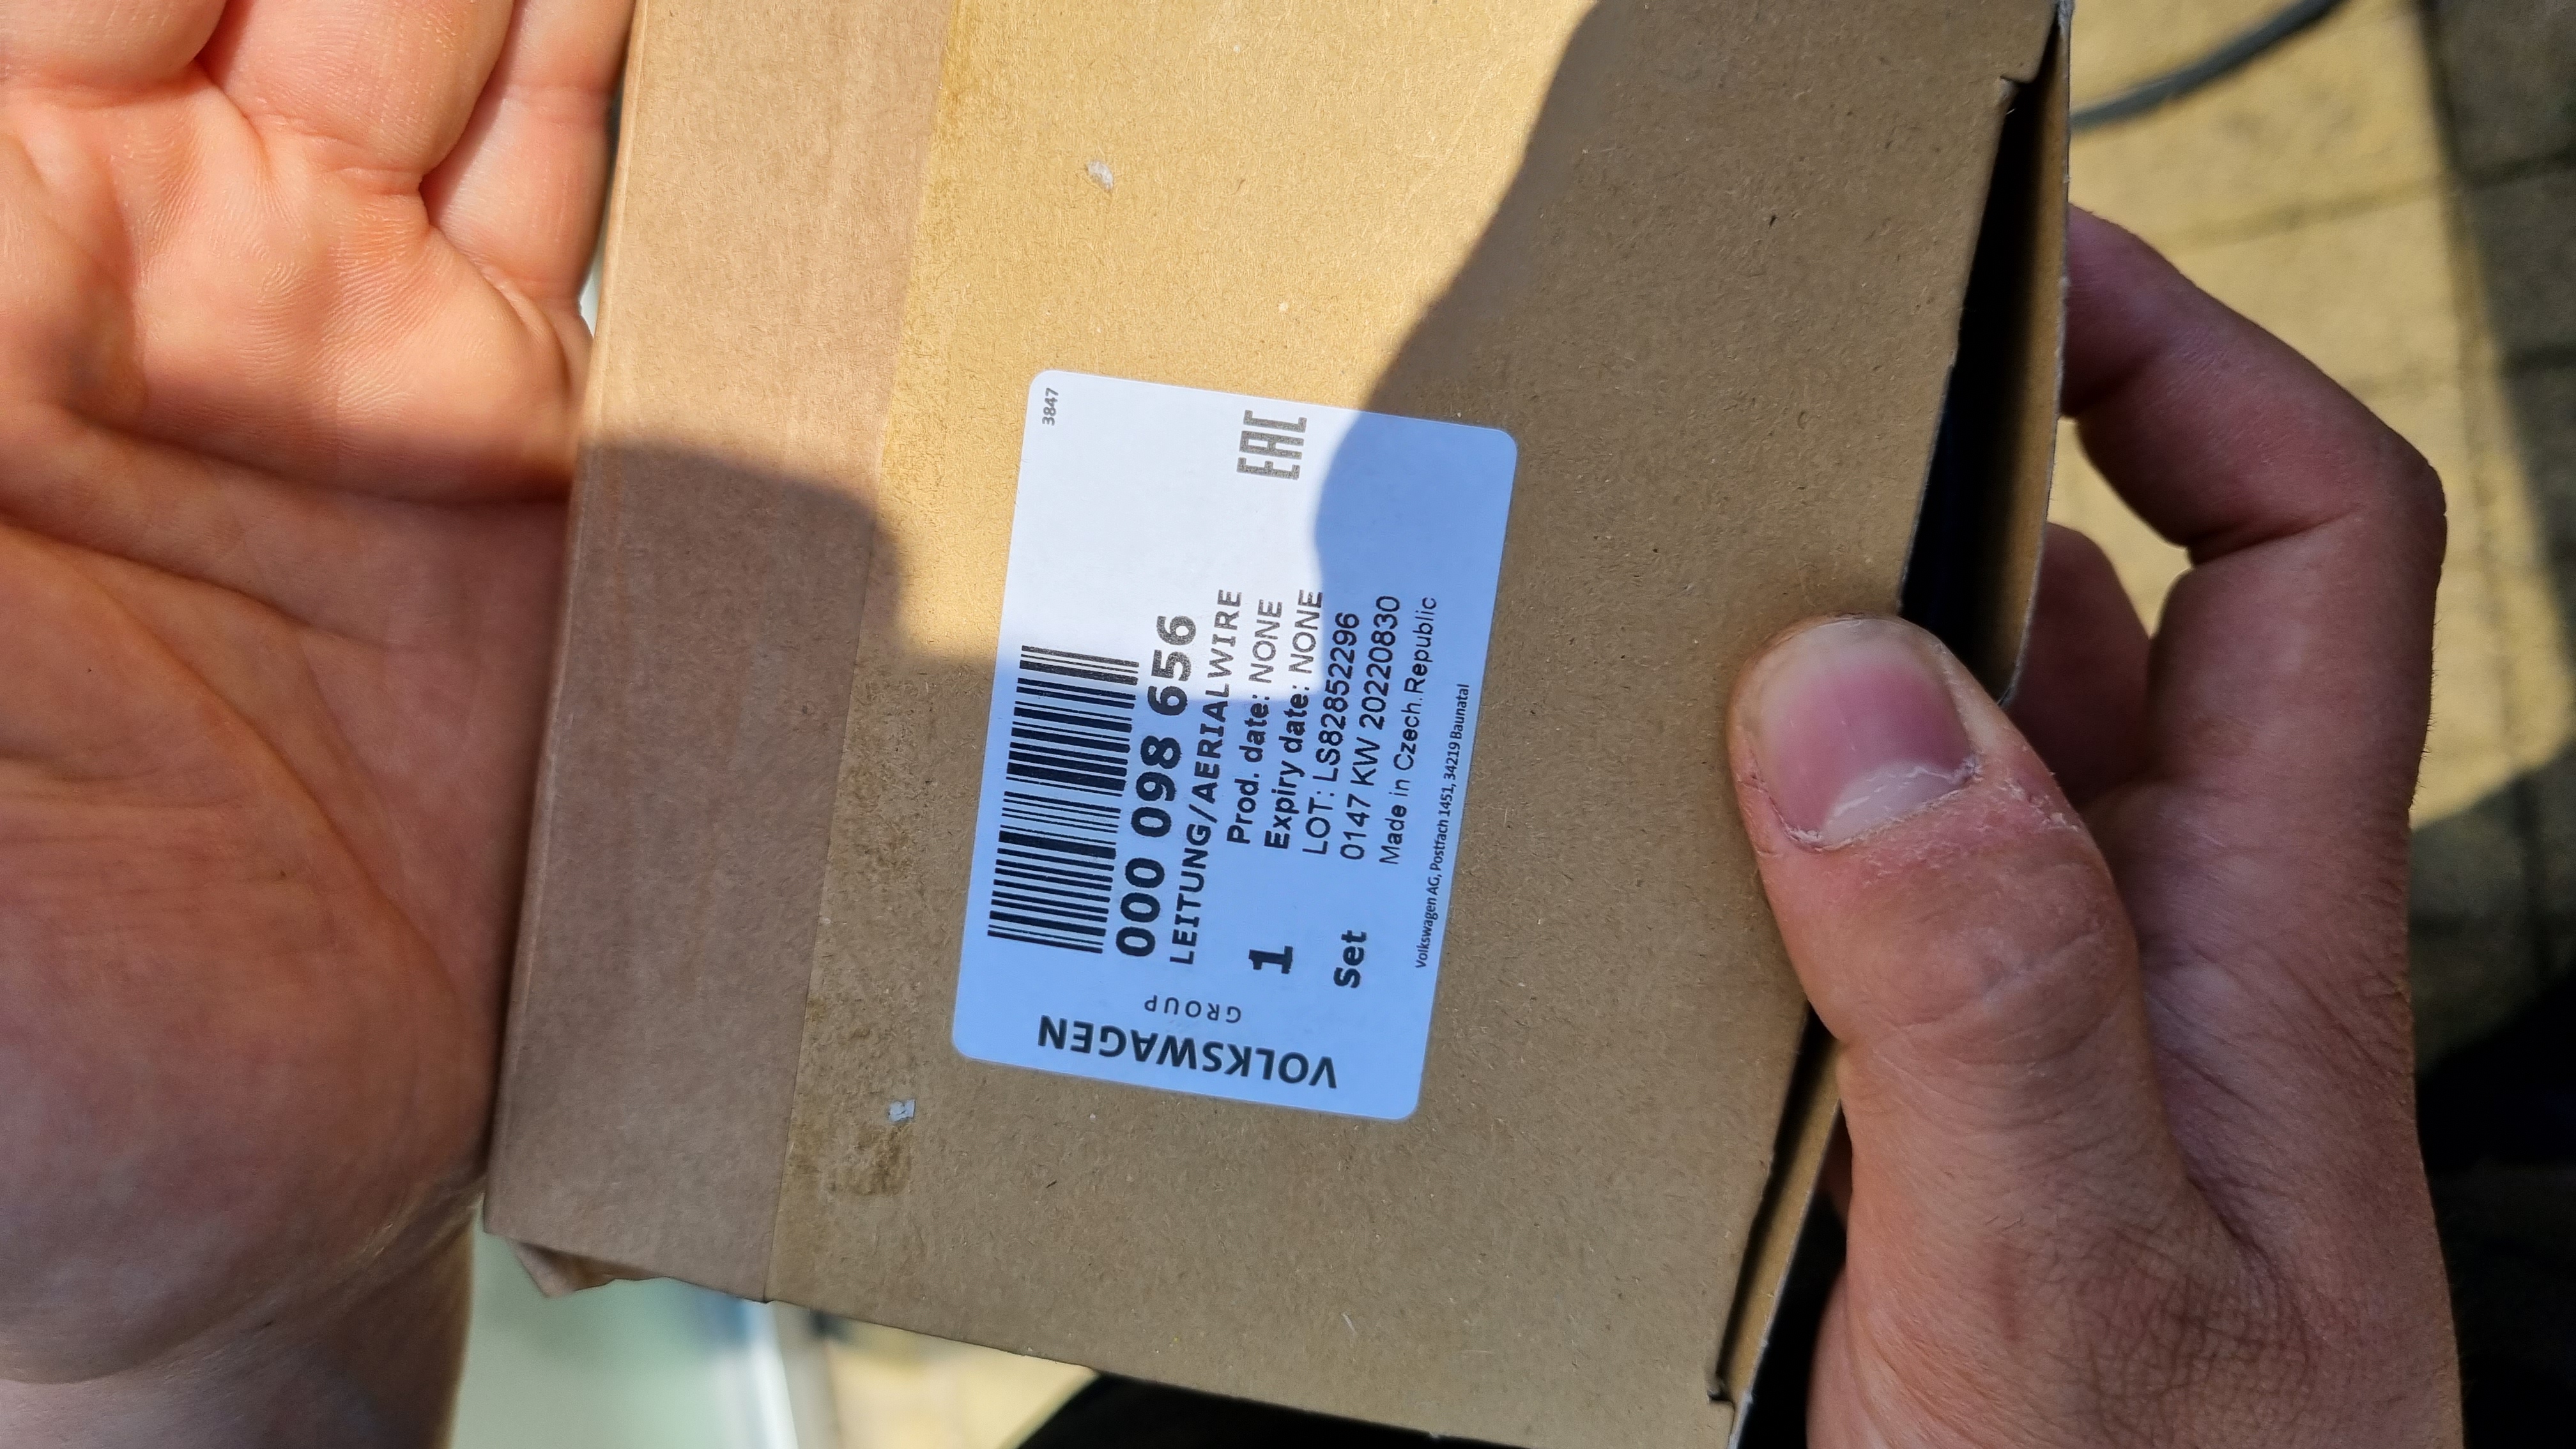 3847
000 098 656
LEITUNG/AERIALWIRE
1
Set
Prod. date: NONE
Expiry date: NONE
LOT: LS82852296
0147 KW 20220830
Made in Czech.Republic
EAC
Volkswagen AG, Postfach 1451, 34219 Baunatal
VOLKSWAGEN
GROUP